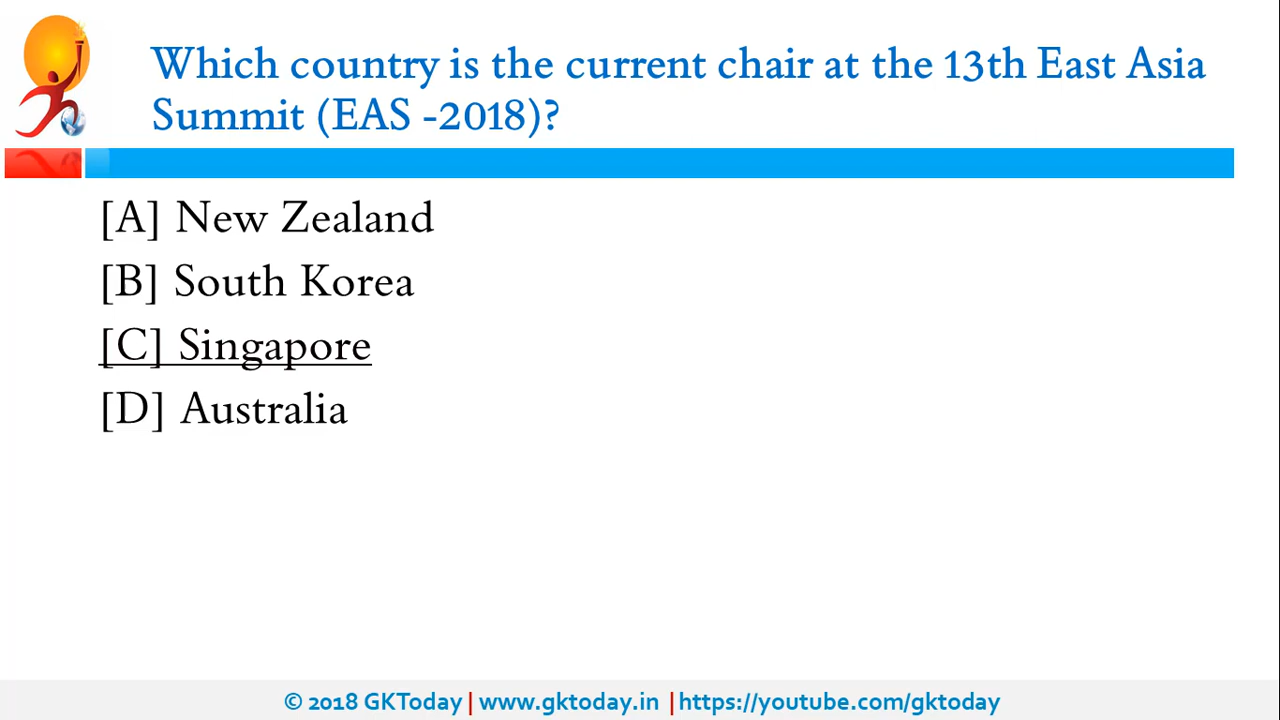 Which country is the current chair at the 13th East Asia
Summit (EAS -2018)?
[A] New Zealand
[B] South Korea
[C] Singapore
[D] Australia
© 2018 GKToday | www.gktoday.in | https://youtube.com/gktoday